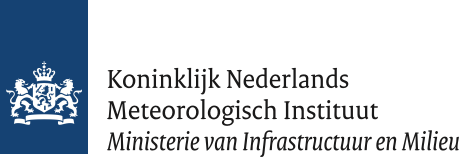 Koninklijk Nederlands
Meteorologisch Instituut
Ministerie van Infrastructuur en Milieu